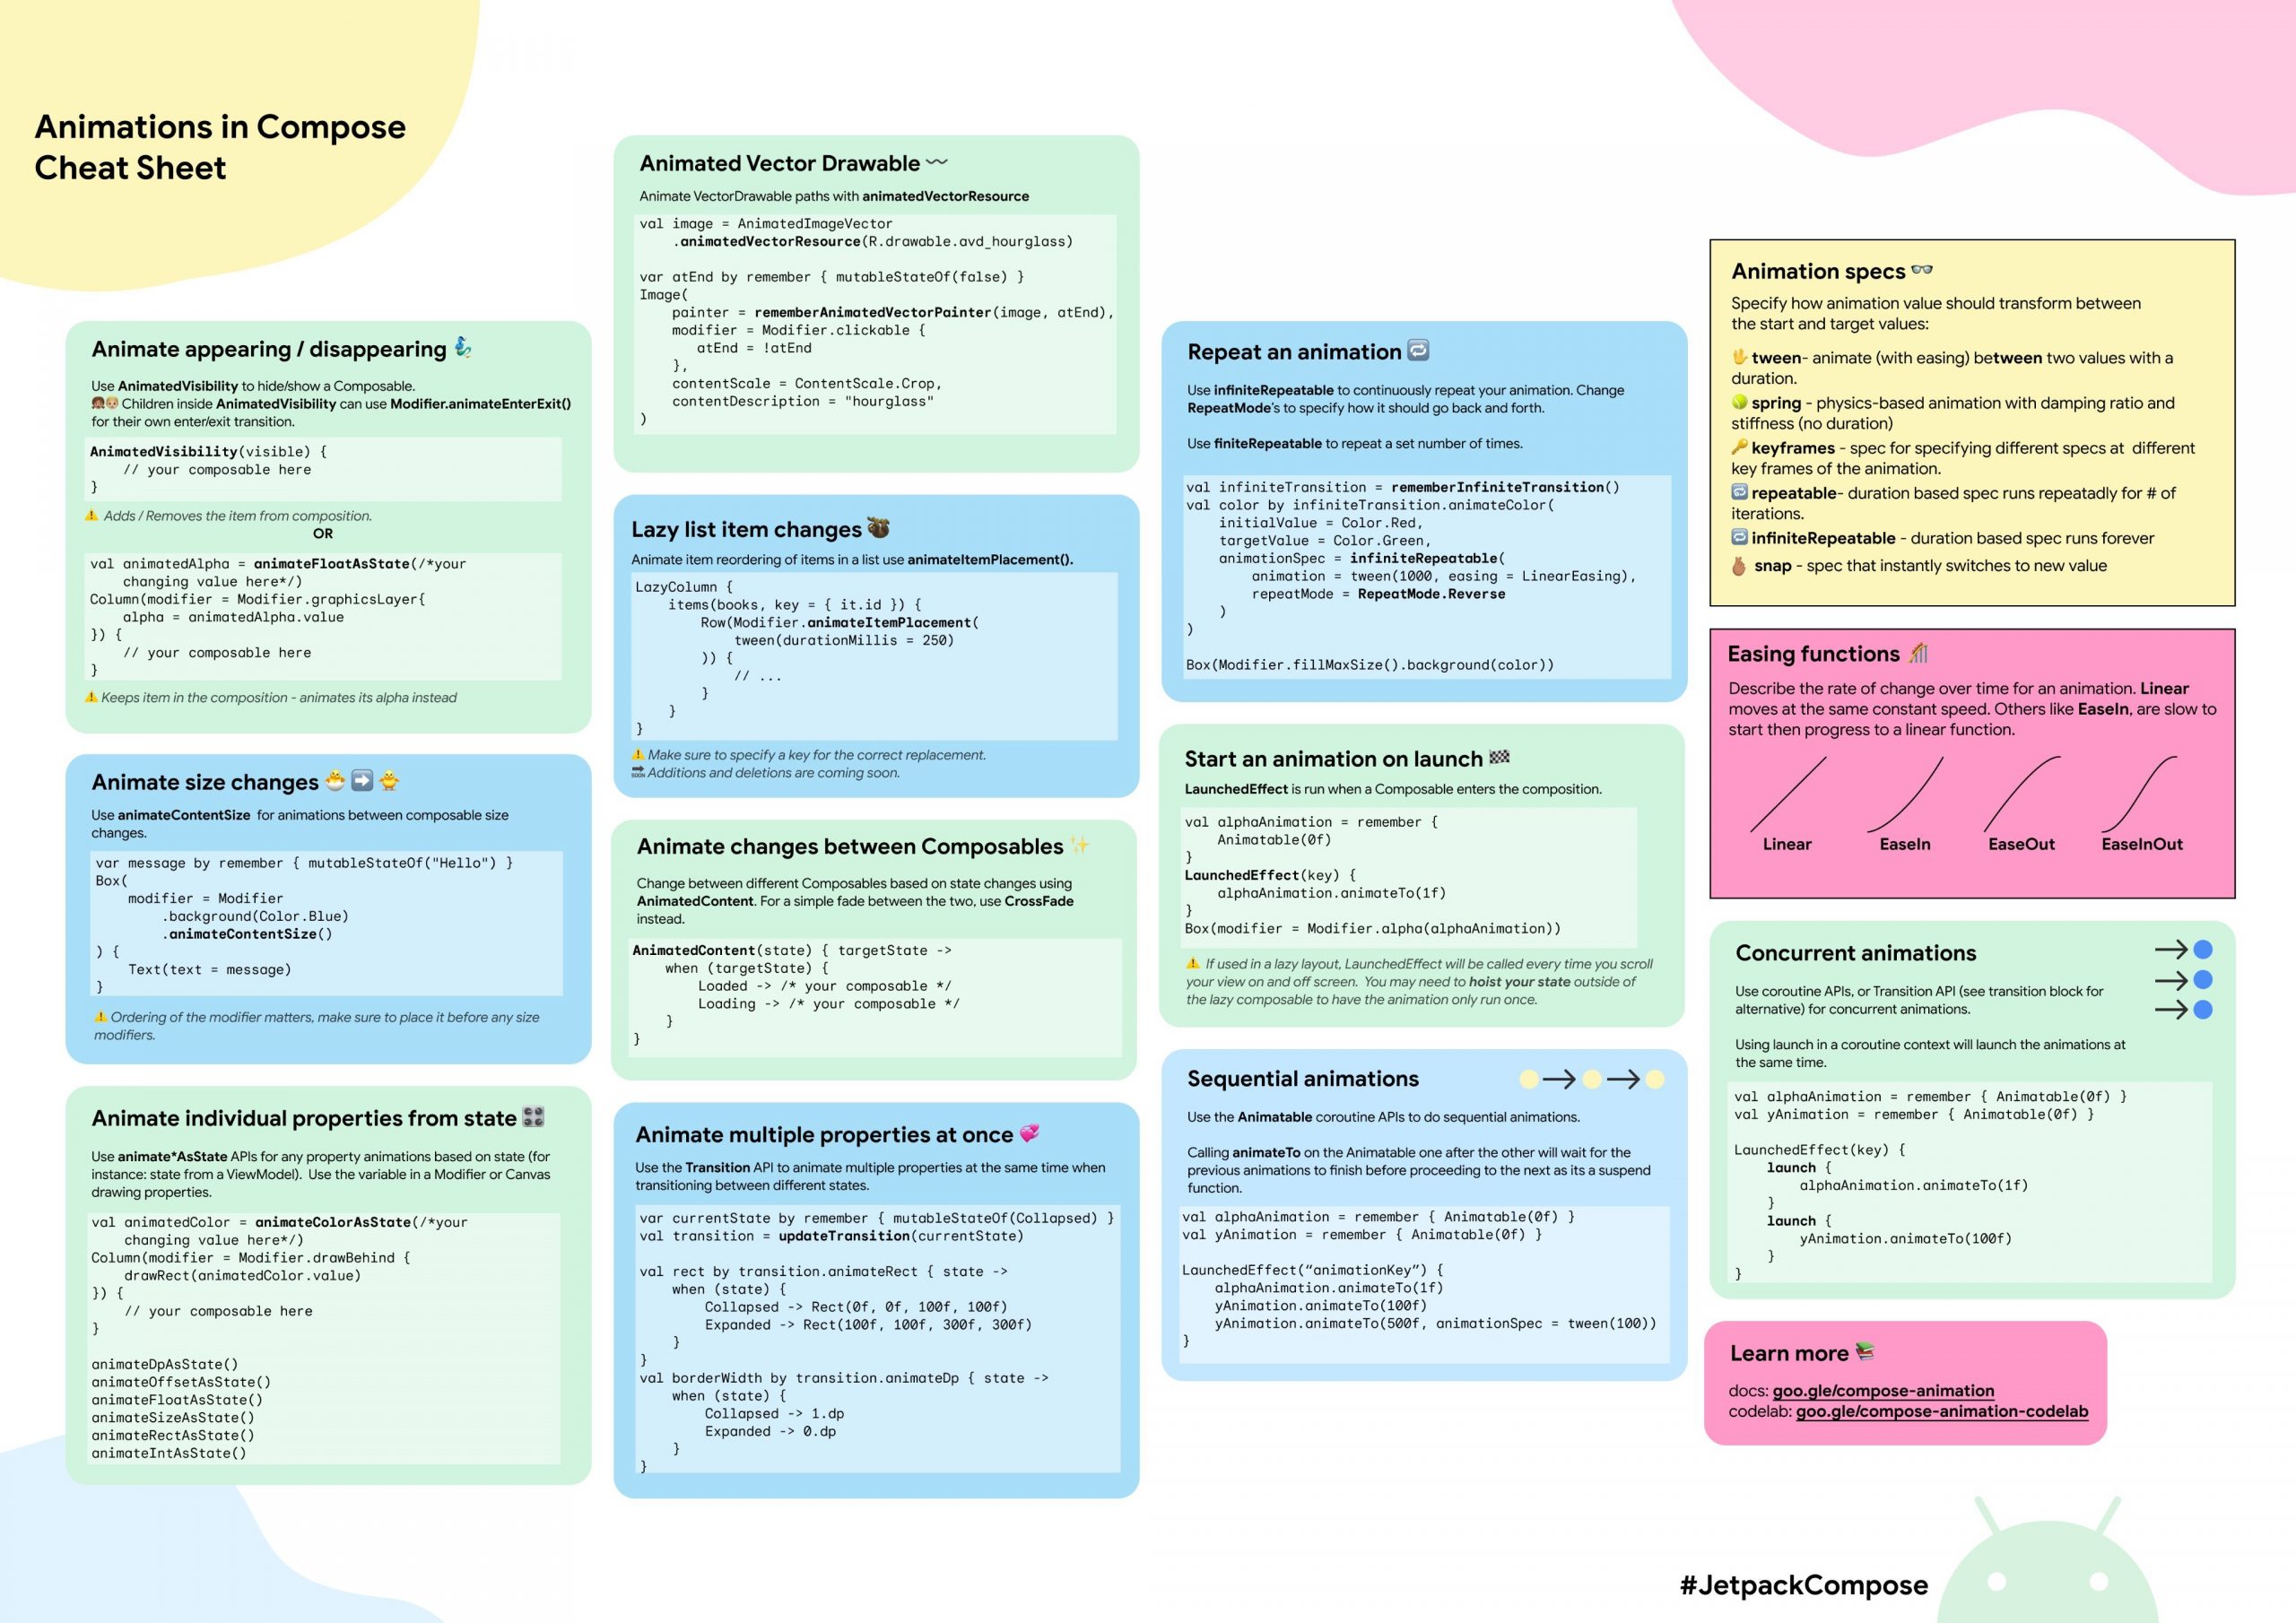 Animations in Compose
Cheat Sheet
Animate appearing / disappearing
Use AnimatedVisibility to hide/show a Composable.
Children inside AnimatedVisibility can use Modifier.animateEnterExit()
for their own enter/exit transition.
AnimatedVisibility(visible) {
// your composable here
}
Adds / Removes the item from composition.
OR
val animatedAlpha = animateFloatAsState(/*your
changing value here*/)
Column(modifier = Modifier.graphicsLayer{
alpha = animatedAlpha.value
}) {
// your composable here
}
Keeps item in the composition - animates its alpha instead
Animate size changes
Use animateContentSize for animations between composable size
changes.
var message by remember { mutableStateOf("Hello") }
Box(
modifier = Modifier
.background(Color.Blue)
.animateContentSize()
) {
Text(text = message)
}
Ordering of the modifier matters, make sure to place it before any size
modifiers.
Animate individual properties from state
Use animate*AsState APIs for any property animations based on state (for
instance: state from a ViewModel). Use the variable in a Modifier or Canvas
drawing properties.
val animatedColor = animateColorAsState(/*your
changing value here*/)
Column(modifier = Modifier.drawBehind {
drawRect(animatedColor.value)
}) {
// your composable here
}
animateDpAsState()
animateOffsetAsState()
animateFloatAsState()
animateSizeAsState()
animateRectAsState()
animateIntAsState()
Animated Vector Drawable
Animate VectorDrawable paths with animatedVectorResource
val image = AnimatedImageVector
.animatedVectorResource(R.drawable.avd_hourglass)
var atEnd by remember { mutableStateOf(false) }
Image(
painter = rememberAnimatedVectorPainter(image, atEnd),
modifier = Modifier.clickable {
atEnd = !atEnd
},
contentScale = ContentScale.Crop,
contentDescription = "hourglass"
)
Lazy list item changes
Animate item reordering of items in a list use animateItemPlacement().
LazyColumn {
items(books, key = { it.id }) {
Row(Modifier.animateItemPlacement(
tween(durationMillis = 250)
)) {
// ...
}
}
}
Make sure to specify a key for the correct replacement.
SOON Additions and deletions are coming soon.
Animate changes between Composables
Change between different Composables based on state changes using
AnimatedContent. For a simple fade between the two, use CrossFade
instead.
AnimatedContent(state) { targetState ->
when (targetState) {
Loaded -> /* your composable */
Loading -> /* your composable */
}
}
Animate multiple properties at once
Use the Transition API to animate multiple properties at the same time when
transitioning between different states.
var currentState by remember { mutableStateOf(Collapsed) }
val transition = updateTransition(currentState)
val rect by transition.animateRect { state ->
when (state) {
Collapsed -> Rect(0f, 0f, 100f, 100f)
Expanded -> Rect(100f, 100f, 300f, 300f)
}
}
val borderWidth by transition.animateDp { state ->
when (state) {
Collapsed -> 1.dp
Expanded -> 0.dp
}
}
Repeat an animation
Use infiniteRepeatable to continuously repeat your animation. Change
RepeatMode's to specify how it should go back and forth.
Use finiteRepeatable to repeat a set number of times.
val infiniteTransition = rememberInfiniteTransition()
val color by infiniteTransition.animateColor(
initialValue = Color.Red,
targetValue = Color.Green,
animationSpec = infiniteRepeatable(
animation = tween(1000, easing = LinearEasing),
repeatMode = RepeatMode.Reverse
)
)
Box(Modifier.fillMaxSize().background(color))
Start an animation on launch
LaunchedEffect is run when a Composable enters the composition.
val alphaAnimation = remember {
Animatable(0f)
}
LaunchedEffect(key) {
alphaAnimation.animateTo(1f)
}
Box(modifier = Modifier.alpha(alphaAnimation))
If used in a lazy layout, LaunchedEffect will be called every time you scroll
your view on and off screen. You may need to hoist your state outside of
the lazy composable to have the animation only run once.
Sequential animations
Use the Animatable coroutine APIs to do sequential animations.
Calling animateTo on the Animatable one after the other will wait for the
previous animations to finish before proceeding to the next as its a suspend
function.
val alphaAnimation = remember { Animatable(0f) }
val yAnimation = remember { Animatable(0f) }
LaunchedEffect(“animationKey”) {
alphaAnimation.animateTo(1f)
yAnimation.animateTo(100f)
yAnimation.animateTo(500f, animationSpec = tween(100))
}
Animation specs
Specify how animation value should transform between
the start and target values:
tween- animate (with easing) between two values with a
duration.
spring - physics-based animation with damping ratio and
stiffness (no duration)
keyframes - spec for specifying different specs at different
key frames of the animation.
repeatable- duration based spec runs repeatadly for # of
iterations.
infiniteRepeatable - duration based spec runs forever
snap - spec that instantly switches to new value
Easing functions
Describe the rate of change over time for an animation. Linear
moves at the same constant speed. Others like EaseIn, are slow to
start then progress to a linear function.
Linear EaseIn EaseOut EaseInOut
Concurrent animations
Use coroutine APIs, or Transition API (see transition block for
alternative) for concurrent animations.
Using launch in a coroutine context will launch the animations at
the same time.
val alphaAnimation = remember { Animatable(0f) }
val yAnimation = remember { Animatable(0f) }
LaunchedEffect(key) {
launch {
alphaAnimation.animateTo(1f)
}
launch {
yAnimation.animateTo(100f)
}
}
Learn more
docs: goo.gle/compose-animation
codelab: goo.gle/compose-animation-codelab
#JetpackCompose